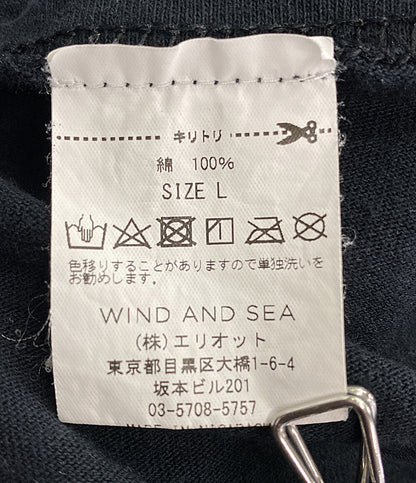 キリトリ
綿 100%
SIZE L
色移りすることがありますので単独洗いを
お勧めします。
WIND AND SEA
(株)エリオット
東京都目黒区大橋1-6-4
坂本ビル201
03-5708-5757
MADE IN